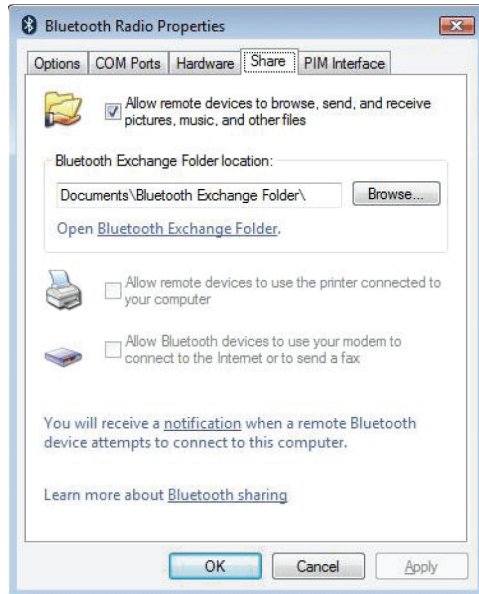 Bluetooth Radio Properties
Options COM Ports Hardware Share PIM Interface
Allow remote devices to browse, send, and receive
pictures, music, and other files
Bluetooth Exchange Folder location:
Documents\Bluetooth Exchange Folder\ Browse...
Open Bluetooth Exchange Folder.
Allow remote devices to use the printer connected to
your computer
Allow Bluetooth devices to use your modem to
connect to the Internet or to send a fax
You will receive a notification when a remote Bluetooth
device attempts to connect to this computer.
Learn more about Bluetooth sharing
OK Cancel Apply